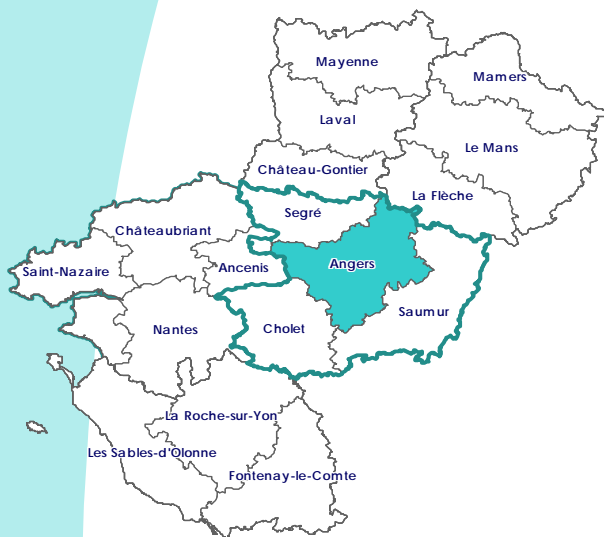 Mayenne
Mamers
Laval
Le Mans
Château-Gontier
La Flèche
Segré
Châteaubriant
Angers
Ancenis
Saint-Nazaire
Saumur
Nantes
Cholet
La Roche-sur-Yon
Les Sables-d'Olonne
Fontenay-le-Comte